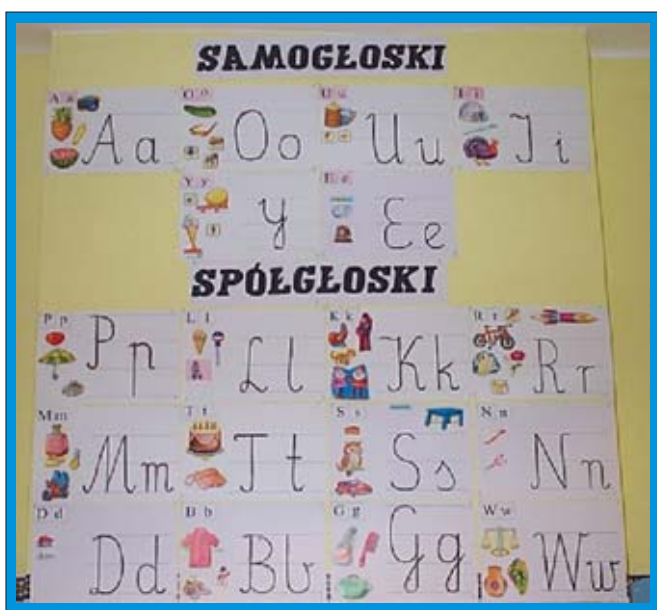 SAMOGŁOSKI
A a O o U u I i
Aa Oo Uu Ii
Y y E e
y Ee
SPÓŁGŁOSKI
P p L l K k R r
Pp Ll Kk Rr
M m T t S s N n
Mm Tt Ss Nn
D d B b G g W w
Dd Bb Gg Ww